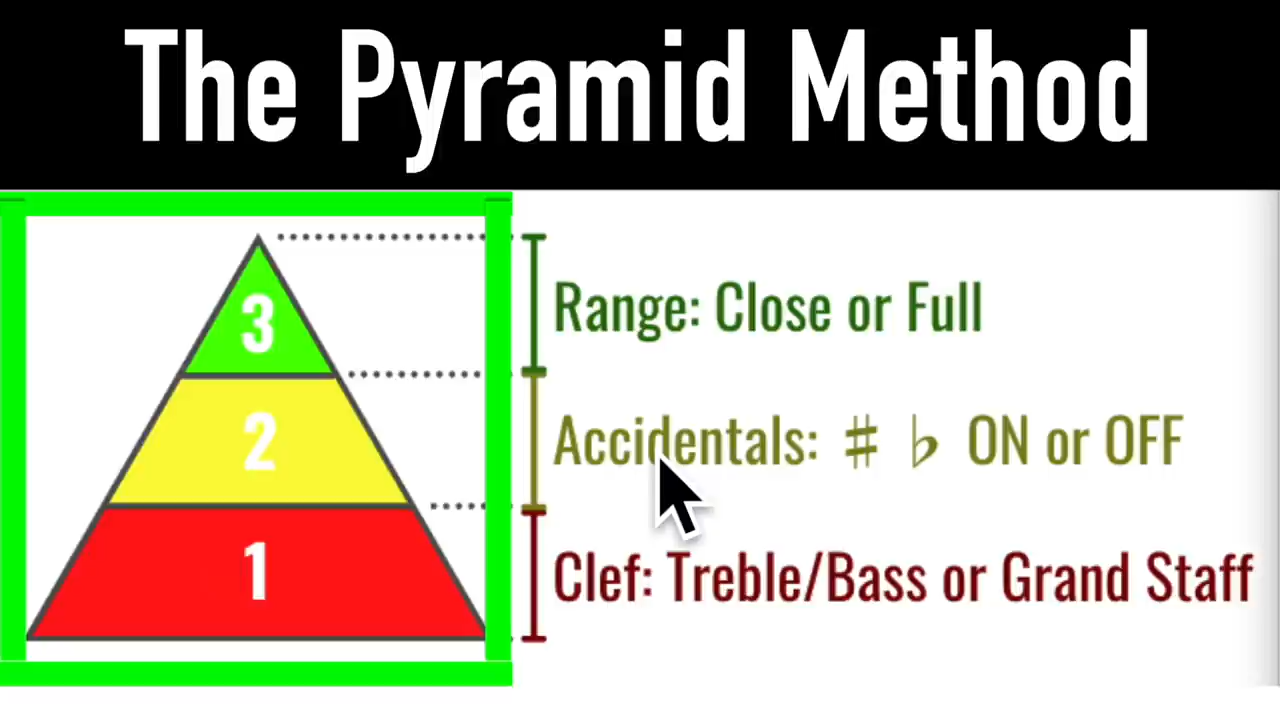 The Pyramid Method
3
Range: Close or Full
2
Accidentals: ♯ ♭ ON or OFF
1
Clef: Treble/Bass or Grand Staff